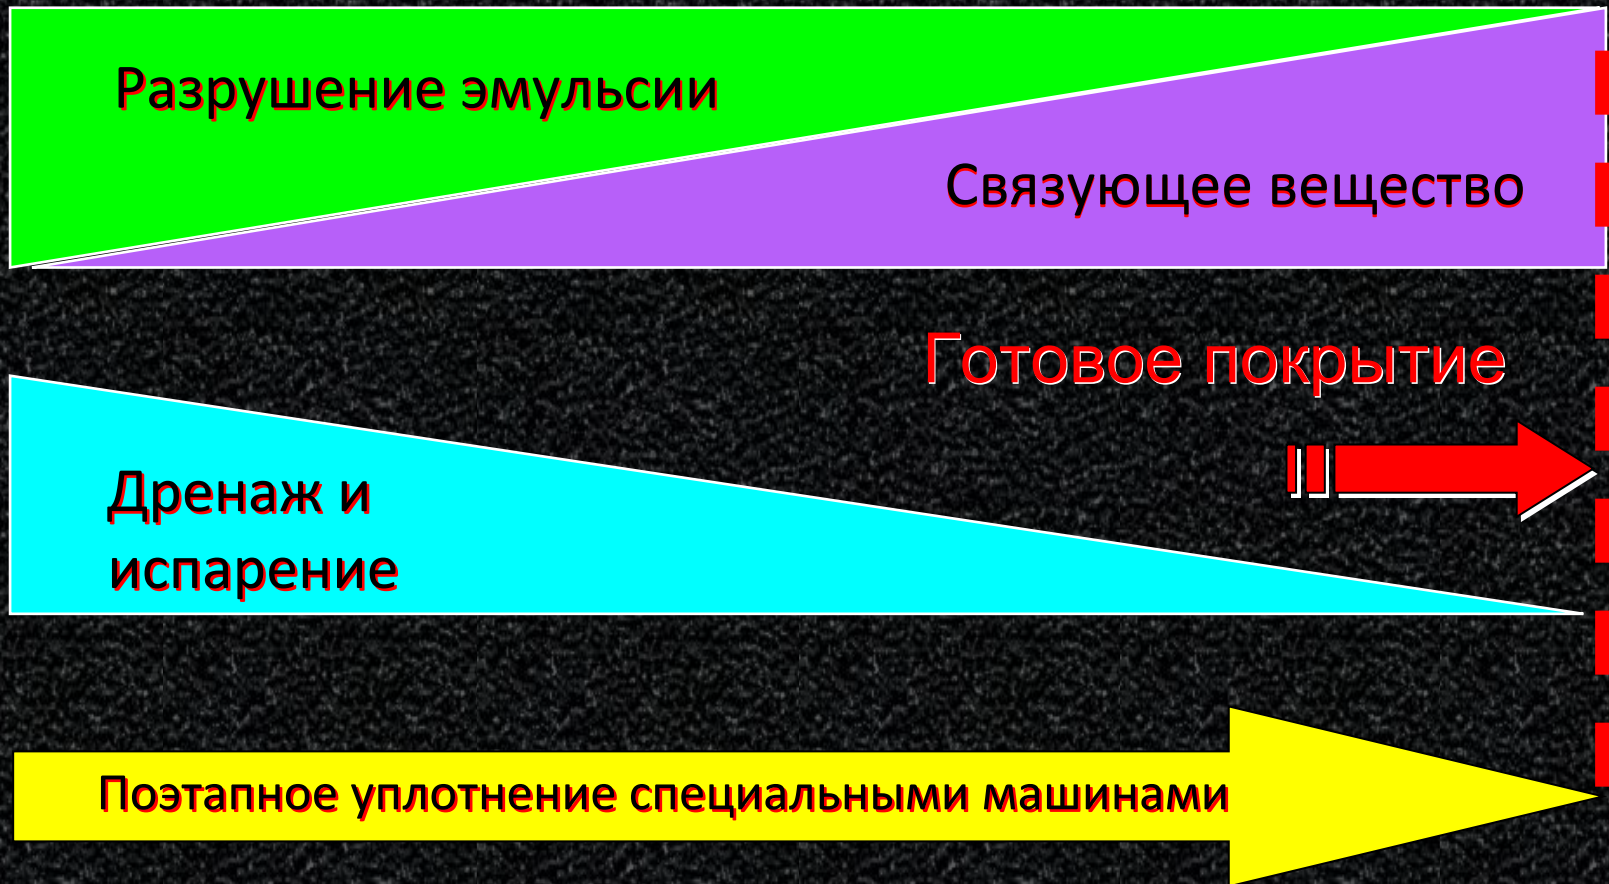 Разрушение эмульсии
Связующее вещество
Готовое покрытие
Дренаж и
испарение
Поэтапное уплотнение специальными машинами